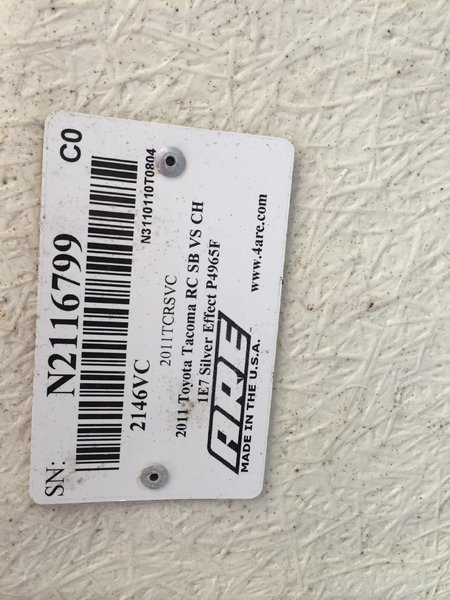 SN: N2116799 C0
N3110110T0804
2146VC
2011TCRSVC
2011 Toyota Tacoma RC SB VS CH
1E7 Silver Effect P4965F
ARE
MADE IN THE U.S.A.
www.4are.com